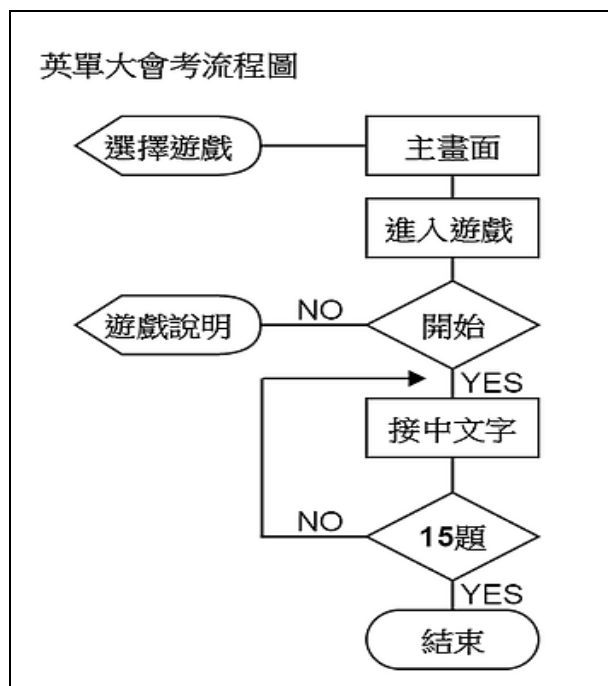 英單大會考流程圖
選擇遊戲
主畫面
進入遊戲
遊戲說明
NO
開始
YES
接中文字
NO
15題
YES
結束